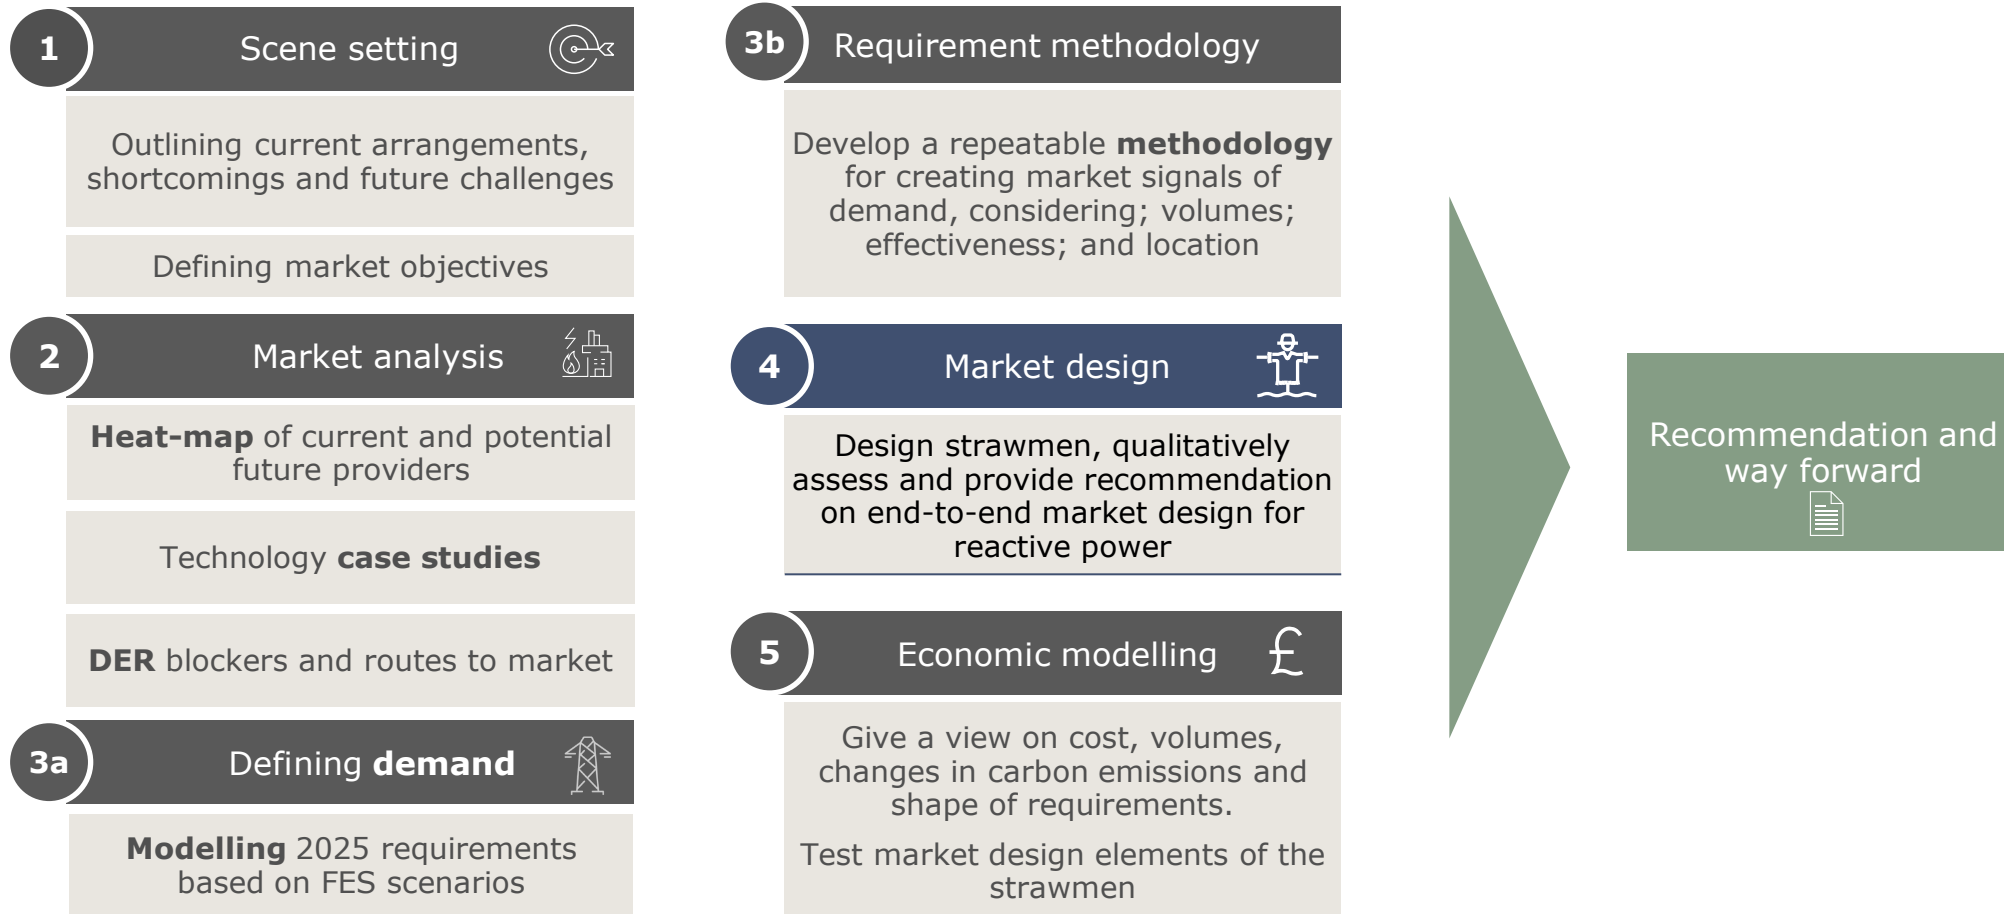 1
Scene setting
Outlining current arrangements,
shortcomings and future challenges
Defining market objectives
2
Market analysis
Heat-map of current and potential
future providers
Technology case studies
DER blockers and routes to market
3a
Defining demand
Modelling 2025 requirements
based on FES scenarios
3b
Requirement methodology
Develop a repeatable methodology
for creating market signals of
demand, considering; volumes;
effectiveness; and location
4
Market design
Design strawmen, qualitatively
assess and provide recommendation
on end-to-end market design for
reactive power
5
Economic modelling
£
Give a view on cost, volumes,
changes in carbon emissions and
shape of requirements.
Test market design elements of the
strawmen
Recommendation and
way forward